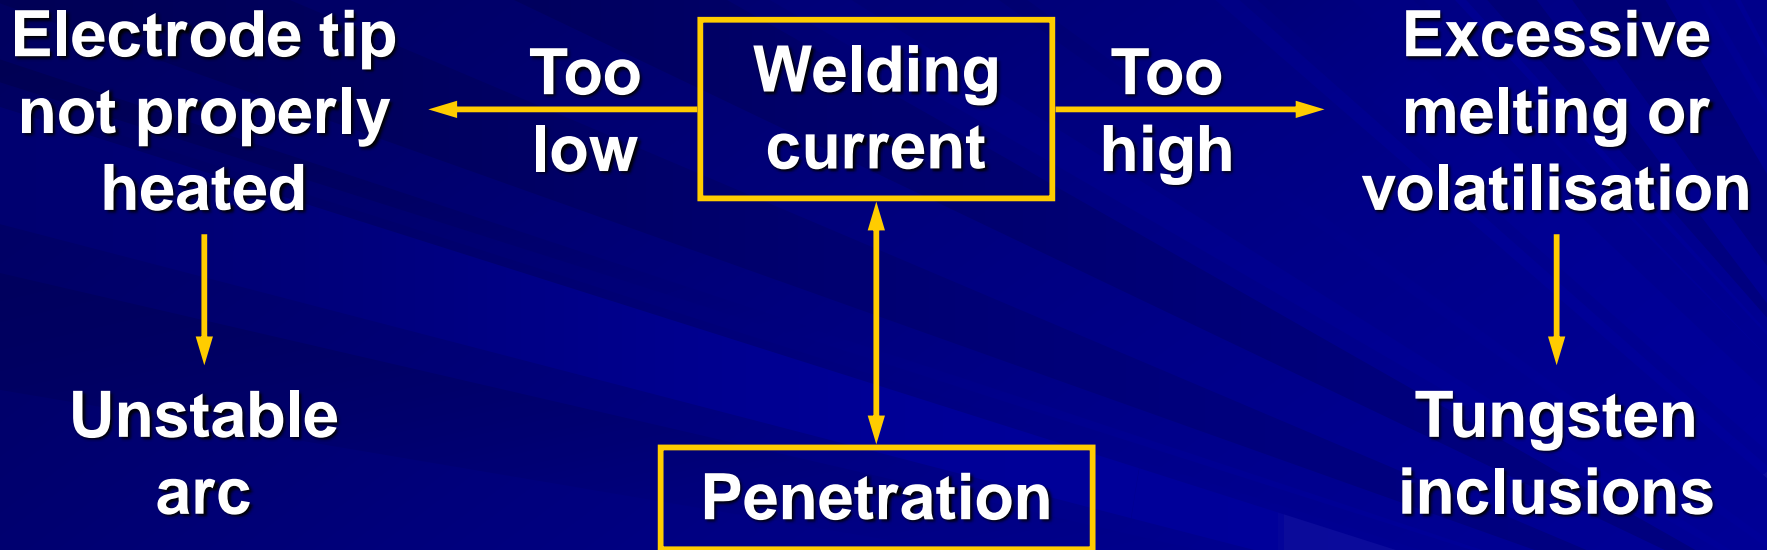 Electrode tip
not properly
heated
Too
low
Welding
current
Too
high
Excessive
melting or
volatilisation
Unstable
arc
Penetration
Tungsten
inclusions